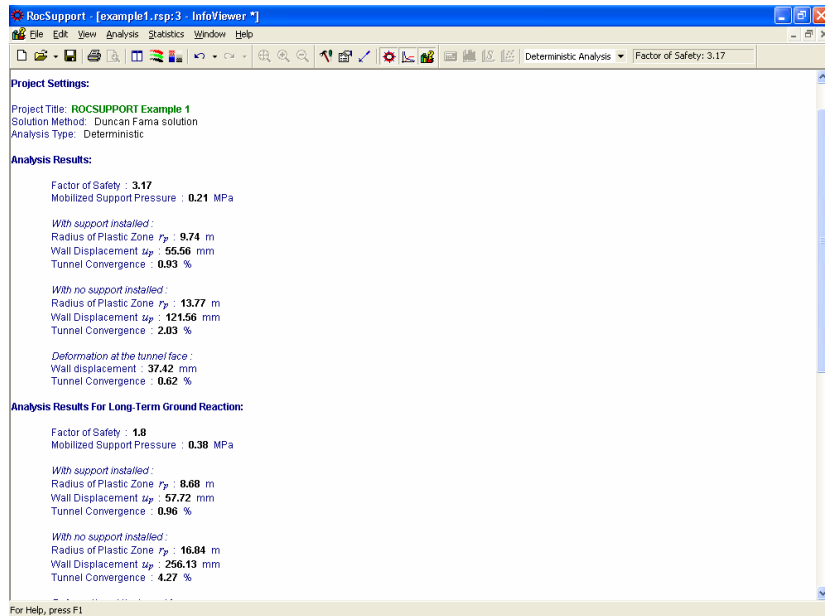 RocSupport - [example1.rsp:3 - InfoViewer *]
File Edit View Analysis Statistics Window Help
Deterministic Analysis Factor of Safety: 3.17
Project Settings:
Project Title: ROCSUPPORT Example 1
Solution Method: Duncan Fama solution
Analysis Type: Deterministic
Analysis Results:
Factor of Safety : 3.17
Mobilized Support Pressure : 0.21 MPa
With support installed :
Radius of Plastic Zone rp : 9.74 m
Wall Displacement up : 55.56 mm
Tunnel Convergence : 0.93 %
With no support installed :
Radius of Plastic Zone rp : 13.77 m
Wall Displacement up : 121.56 mm
Tunnel Convergence : 2.03 %
Deformation at the tunnel face :
Wall displacement : 37.42 mm
Tunnel Convergence : 0.62 %
Analysis Results For Long-Term Ground Reaction:
Factor of Safety : 1.8
Mobilized Support Pressure : 0.38 MPa
With support installed :
Radius of Plastic Zone rp : 8.68 m
Wall Displacement up : 57.72 mm
Tunnel Convergence : 0.96 %
With no support installed :
Radius of Plastic Zone rp : 16.84 m
Wall Displacement up : 256.13 mm
Tunnel Convergence : 4.27 %
For Help, press F1